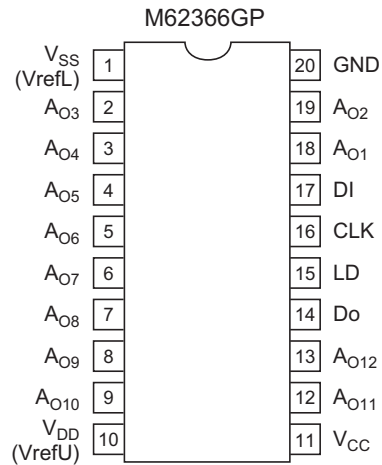 M62366GP
VSS 1 20 GND
(VrefL)
AO3 2 19 AO2
AO4 3 18 AO1
AO5 4 17 DI
AO6 5 16 CLK
AO7 6 15 LD
AO8 7 14 Do
AO9 8 13 AO12
AO10 9 12 AO11
VDD 10 11 VCC
(VrefU)